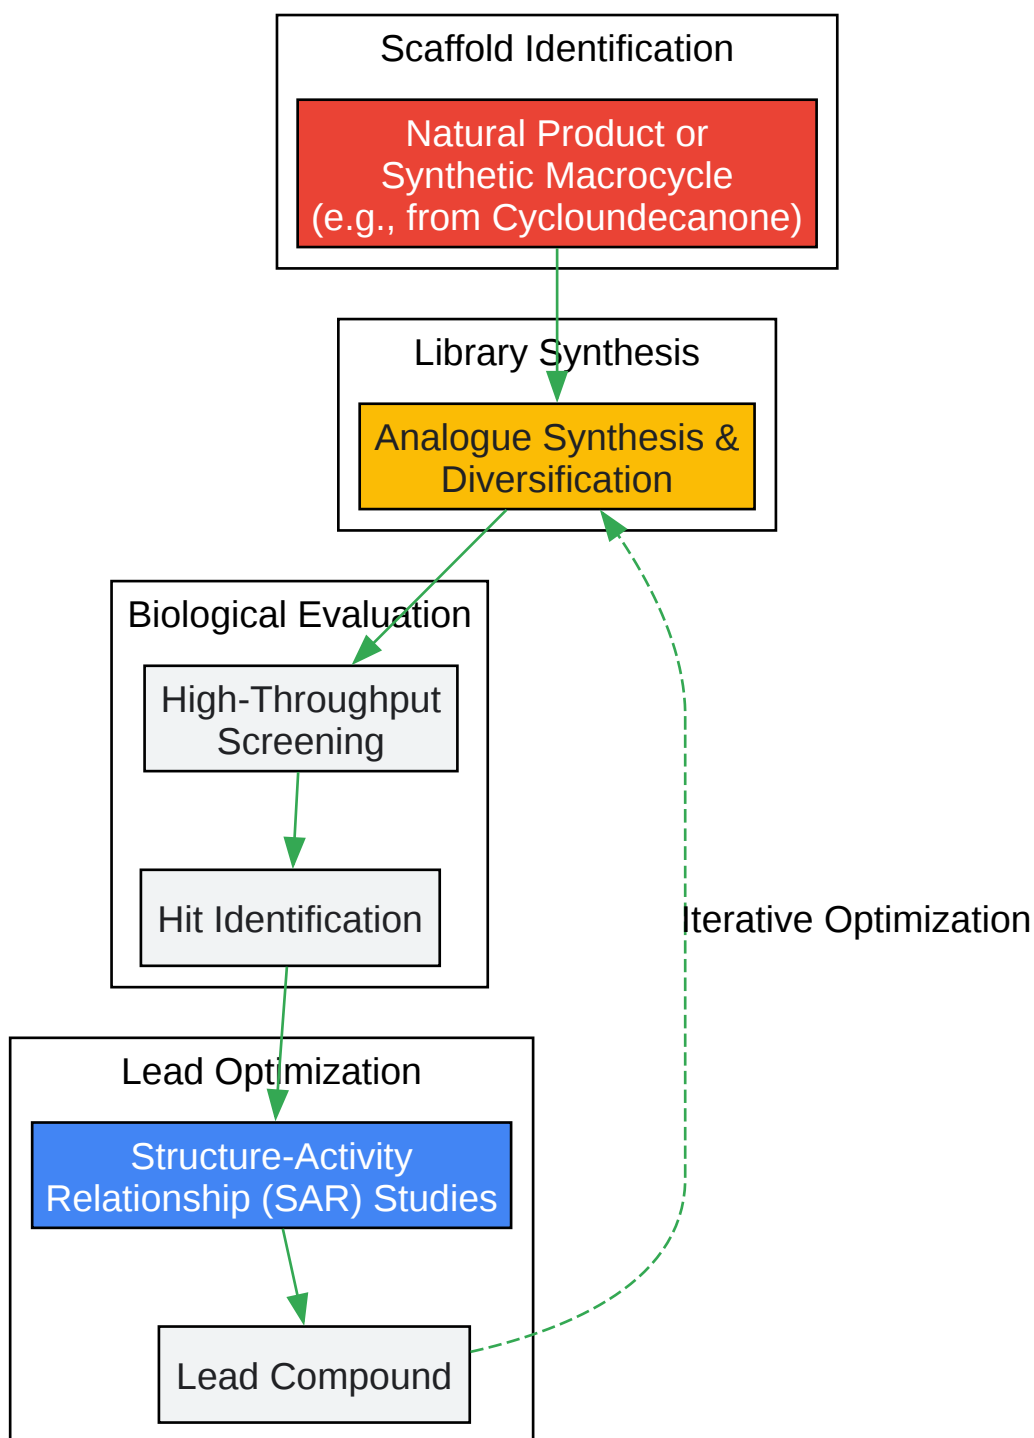 Scaffold Identification
Natural Product or
Synthetic Macrocycle
(e.g., from Cycloundecanone)
Library Synthesis
Analogue Synthesis &
Diversification
Biological Evaluation
High-Throughput
Screening
Hit Identification
Iterative Optimization
Lead Optimization
Structure-Activity
Relationship (SAR) Studies
Lead Compound